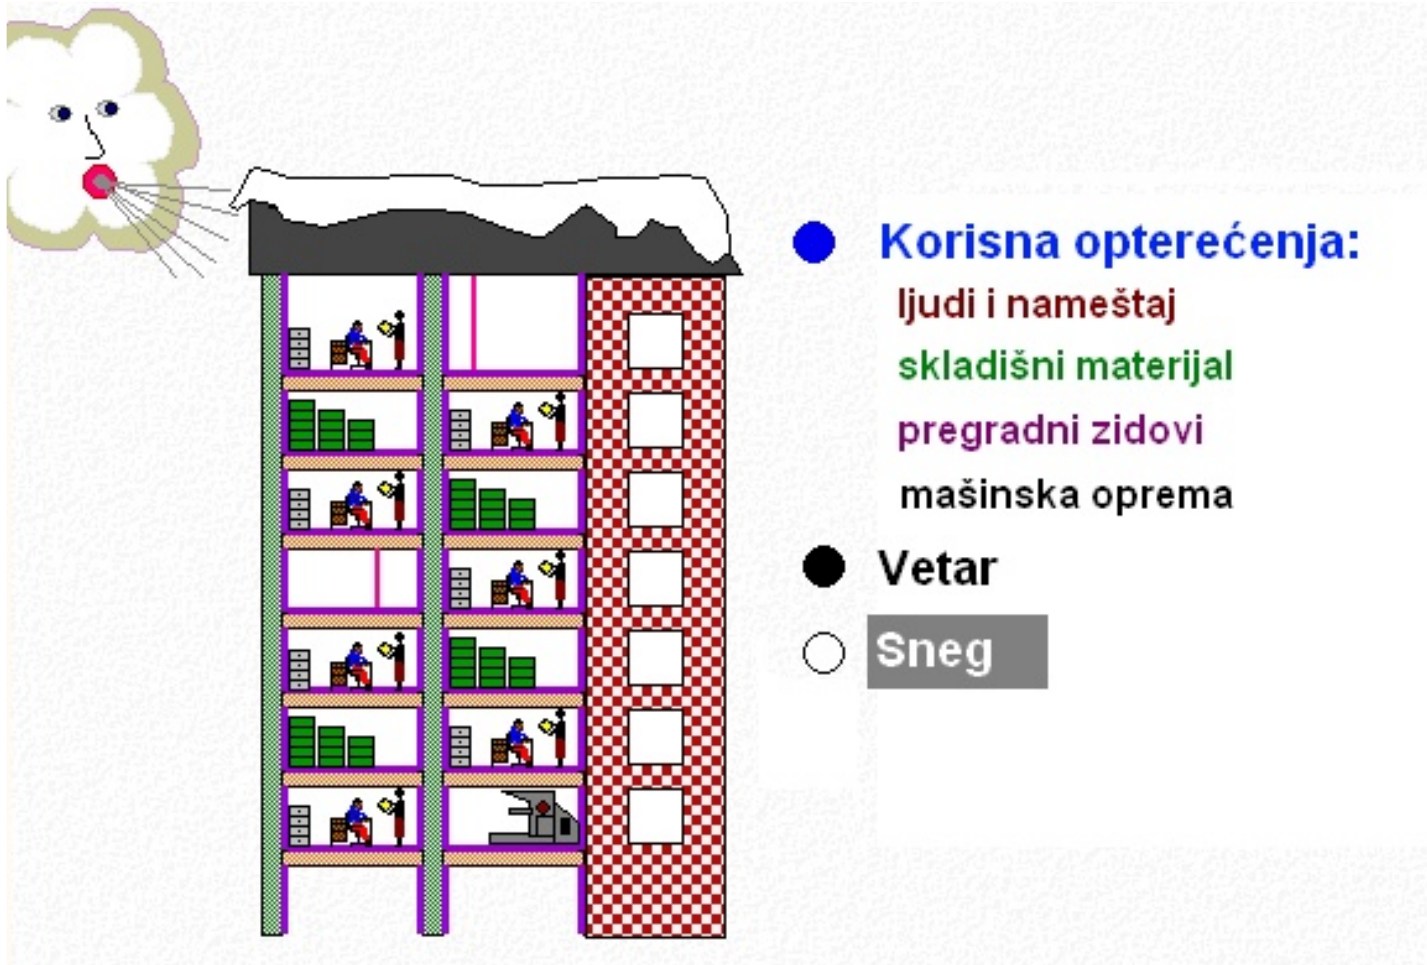 Korisna opterećenja:
ljudi i nameštaj
skladišni materijal
pregradni zidovi
mašinska oprema
Vetar
Sneg